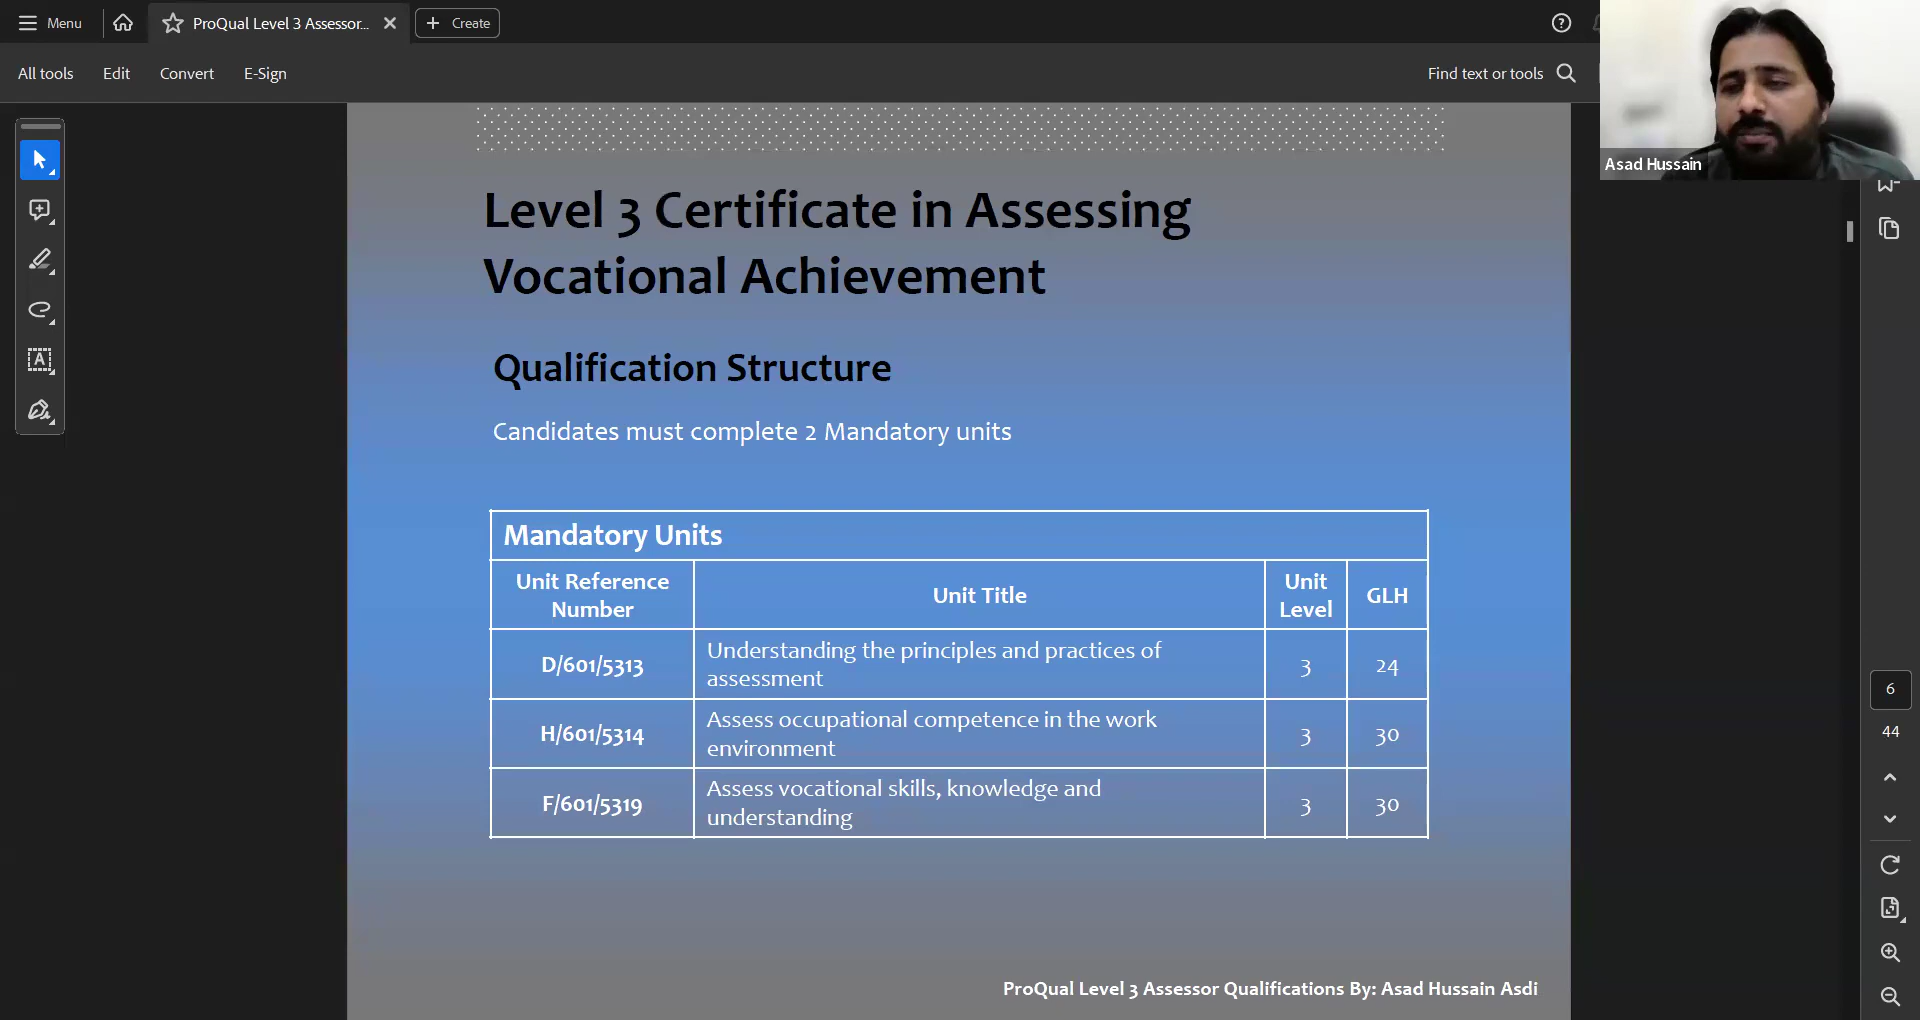 Menu
ProQual Level 3 Assessor...
Create
All tools
Edit
Convert
E-Sign
Find text or tools
Asad Hussain
Level 3 Certificate in Assessing
Vocational Achievement
Qualification Structure
Candidates must complete 2 Mandatory units
Mandatory Units
Unit Reference
Number
Unit Title
Unit
Level
GLH
D/601/5313
Understanding the principles and practices of
assessment
3
24
H/601/5314
Assess occupational competence in the work
environment
3
30
F/601/5319
Assess vocational skills, knowledge and
understanding
3
30
6
44
ProQual Level 3 Assessor Qualifications By: Asad Hussain Asdi